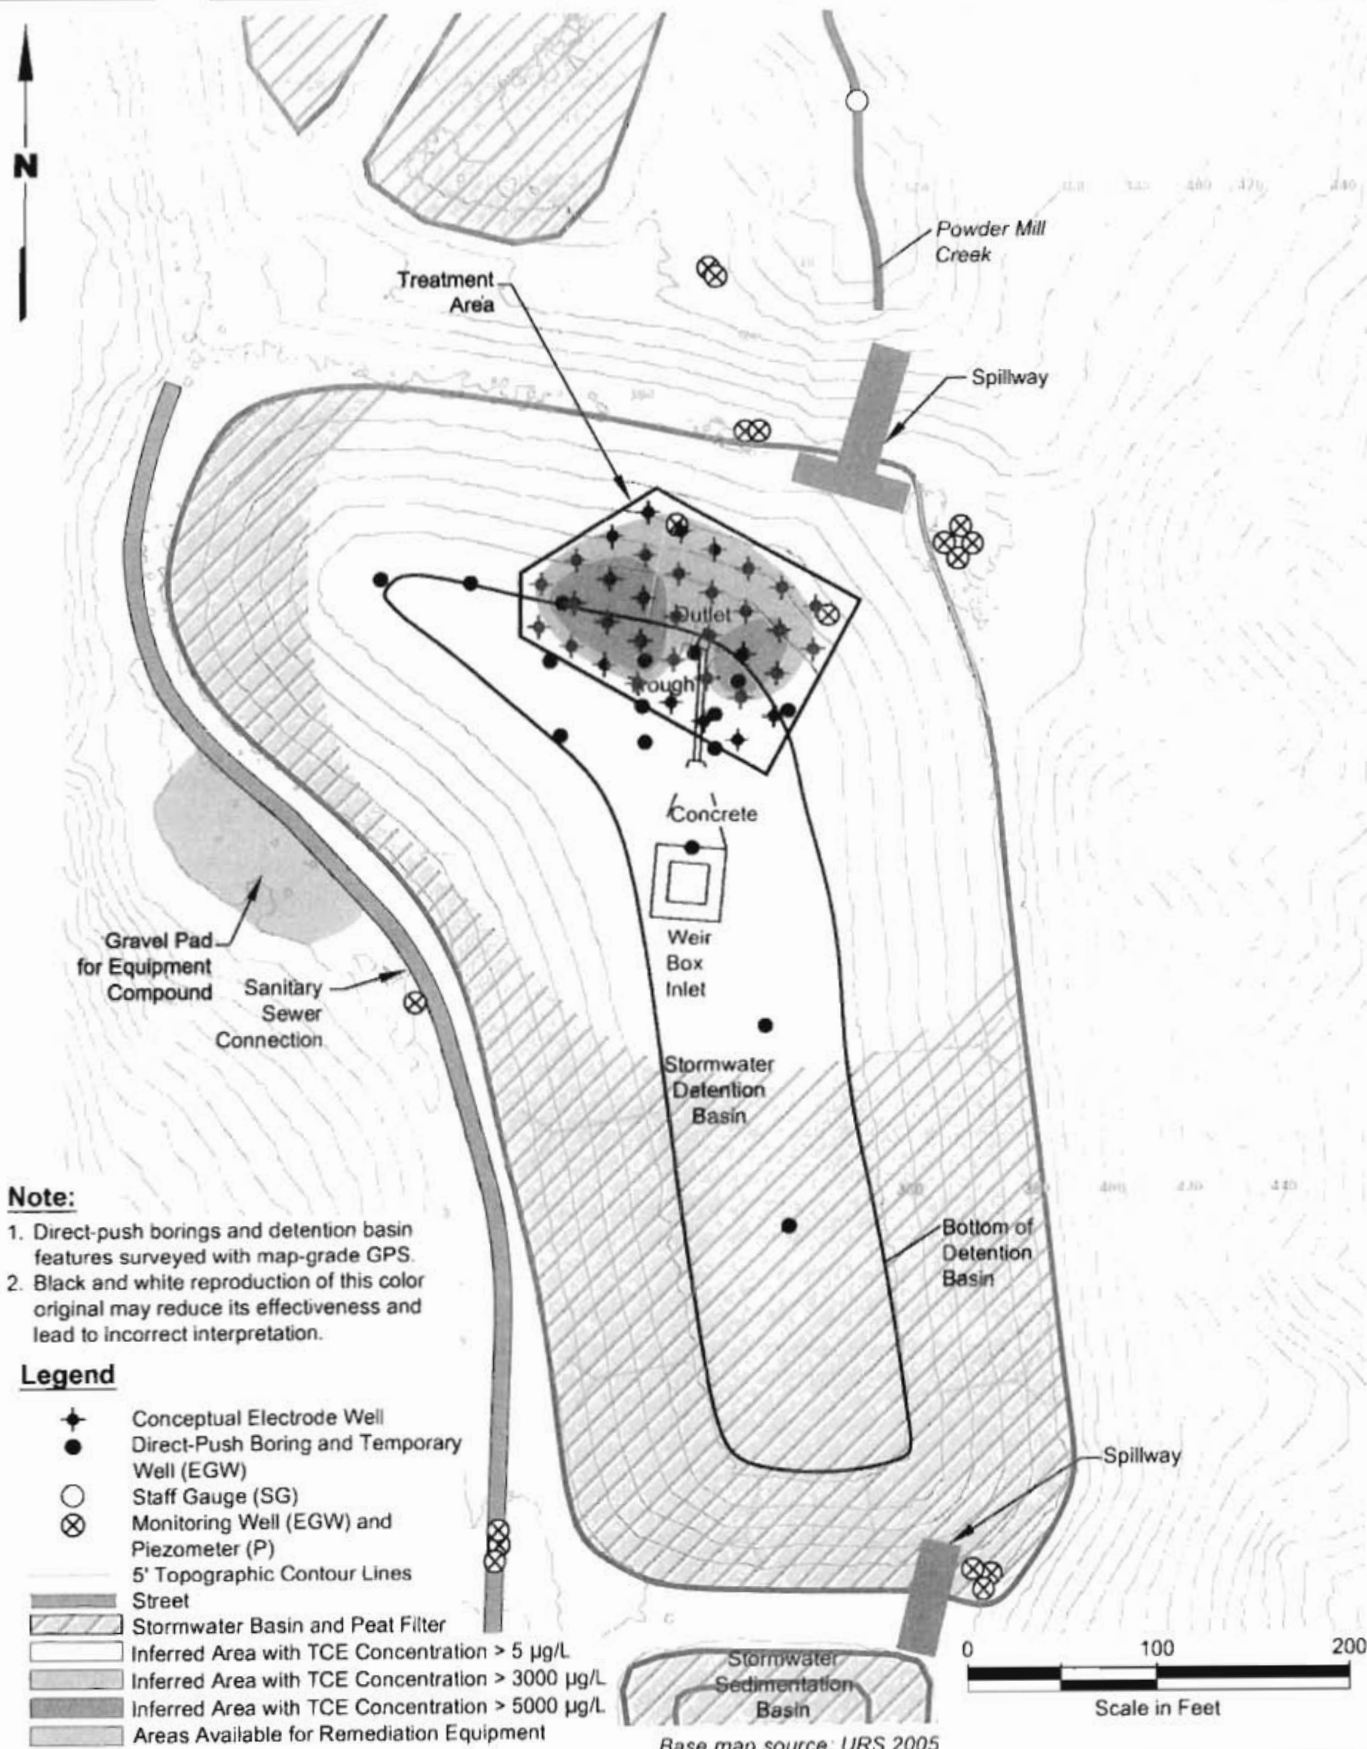 N
Powder Mill
Creek
Treatment
Area
Spillway
Outlet
Trough
Concrete
Weir
Box
Inlet
Gravel Pad
for Equipment
Compound
Sanitary
Sewer
Connection
Stormwater
Detention
Basin
Bottom of
Detention
Basin
Note:
1. Direct-push borings and detention basin
features surveyed with map-grade GPS.
2. Black and white reproduction of this color
original may reduce its effectiveness and
lead to incorrect interpretation.
Legend
Conceptual Electrode Well
Direct-Push Boring and Temporary
Well (EGW)
Staff Gauge (SG)
Monitoring Well (EGW) and
Piezometer (P)
5' Topographic Contour Lines
Street
Stormwater Basin and Peat Filter
Inferred Area with TCE Concentration > 5 µg/L
Inferred Area with TCE Concentration > 3000 µg/L
Inferred Area with TCE Concentration > 5000 µg/L
Areas Available for Remediation Equipment
Spillway
Stormwater
Sedimentation
Basin
0 100 200
Scale in Feet
Base map source: URS 2005